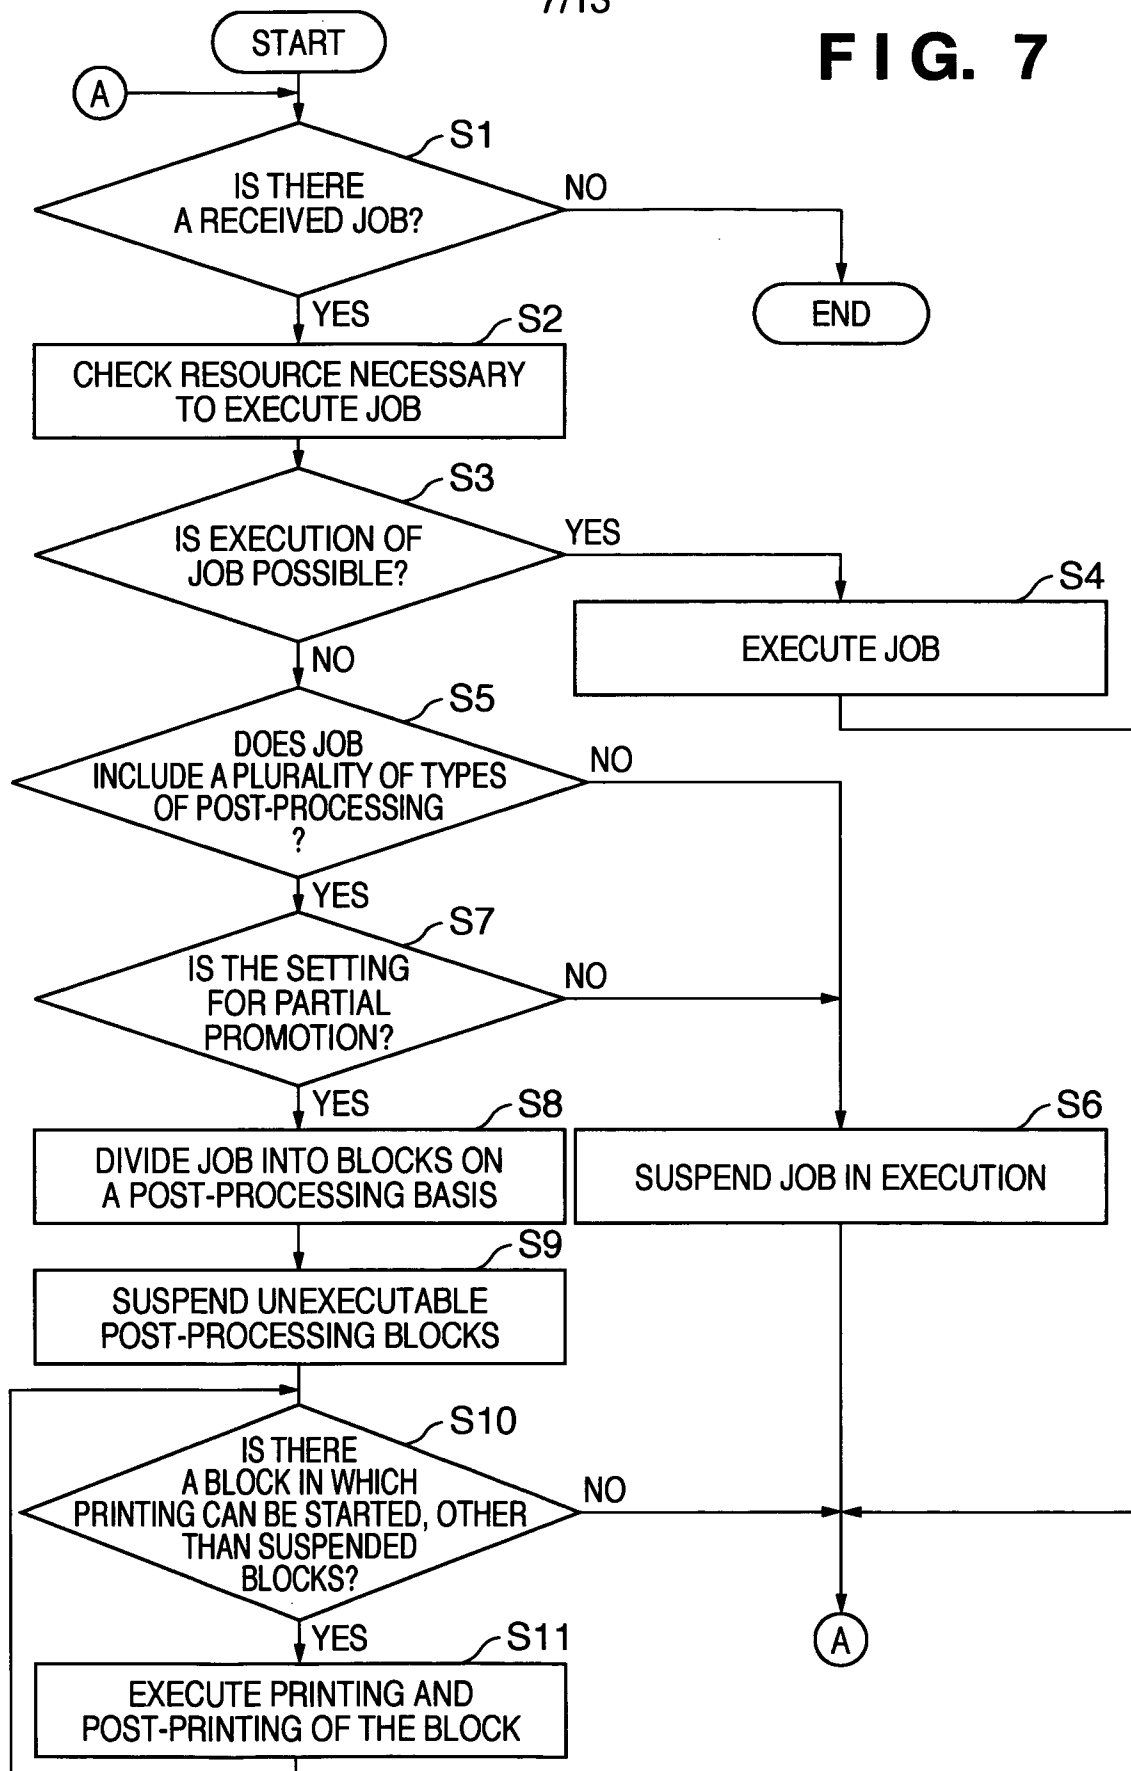 7/13
FIG. 7
START
A
S1
IS THERE
A RECEIVED JOB?
NO
END
YES
S2
CHECK RESOURCE NECESSARY
TO EXECUTE JOB
S3
IS EXECUTION OF
JOB POSSIBLE?
YES
S4
EXECUTE JOB
NO
S5
DOES JOB
INCLUDE A PLURALITY OF TYPES
OF POST-PROCESSING
?
NO
YES
S7
IS THE SETTING
FOR PARTIAL
PROMOTION?
NO
YES
S8
DIVIDE JOB INTO BLOCKS ON
A POST-PROCESSING BASIS
S6
SUSPEND JOB IN EXECUTION
S9
SUSPEND UNEXECUTABLE
POST-PROCESSING BLOCKS
S10
IS THERE
A BLOCK IN WHICH
PRINTING CAN BE STARTED, OTHER
THAN SUSPENDED
BLOCKS?
NO
A
YES
S11
EXECUTE PRINTING AND
POST-PRINTING OF THE BLOCK